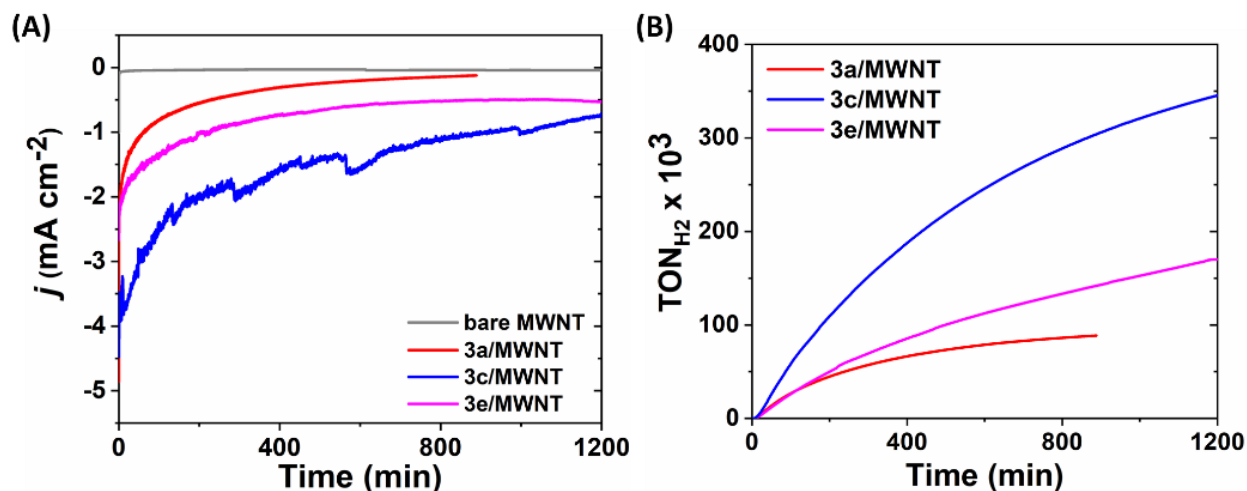 (A)
j (mA cm⁻²)
0
-1
-2
-3
-4
-5
bare MWNT
3a/MWNT
3c/MWNT
3e/MWNT
0
400
800
1200
Time (min)
(B)
TON_H2 x 10³
400
300
200
100
0
3a/MWNT
3c/MWNT
3e/MWNT
0
400
800
1200
Time (min)